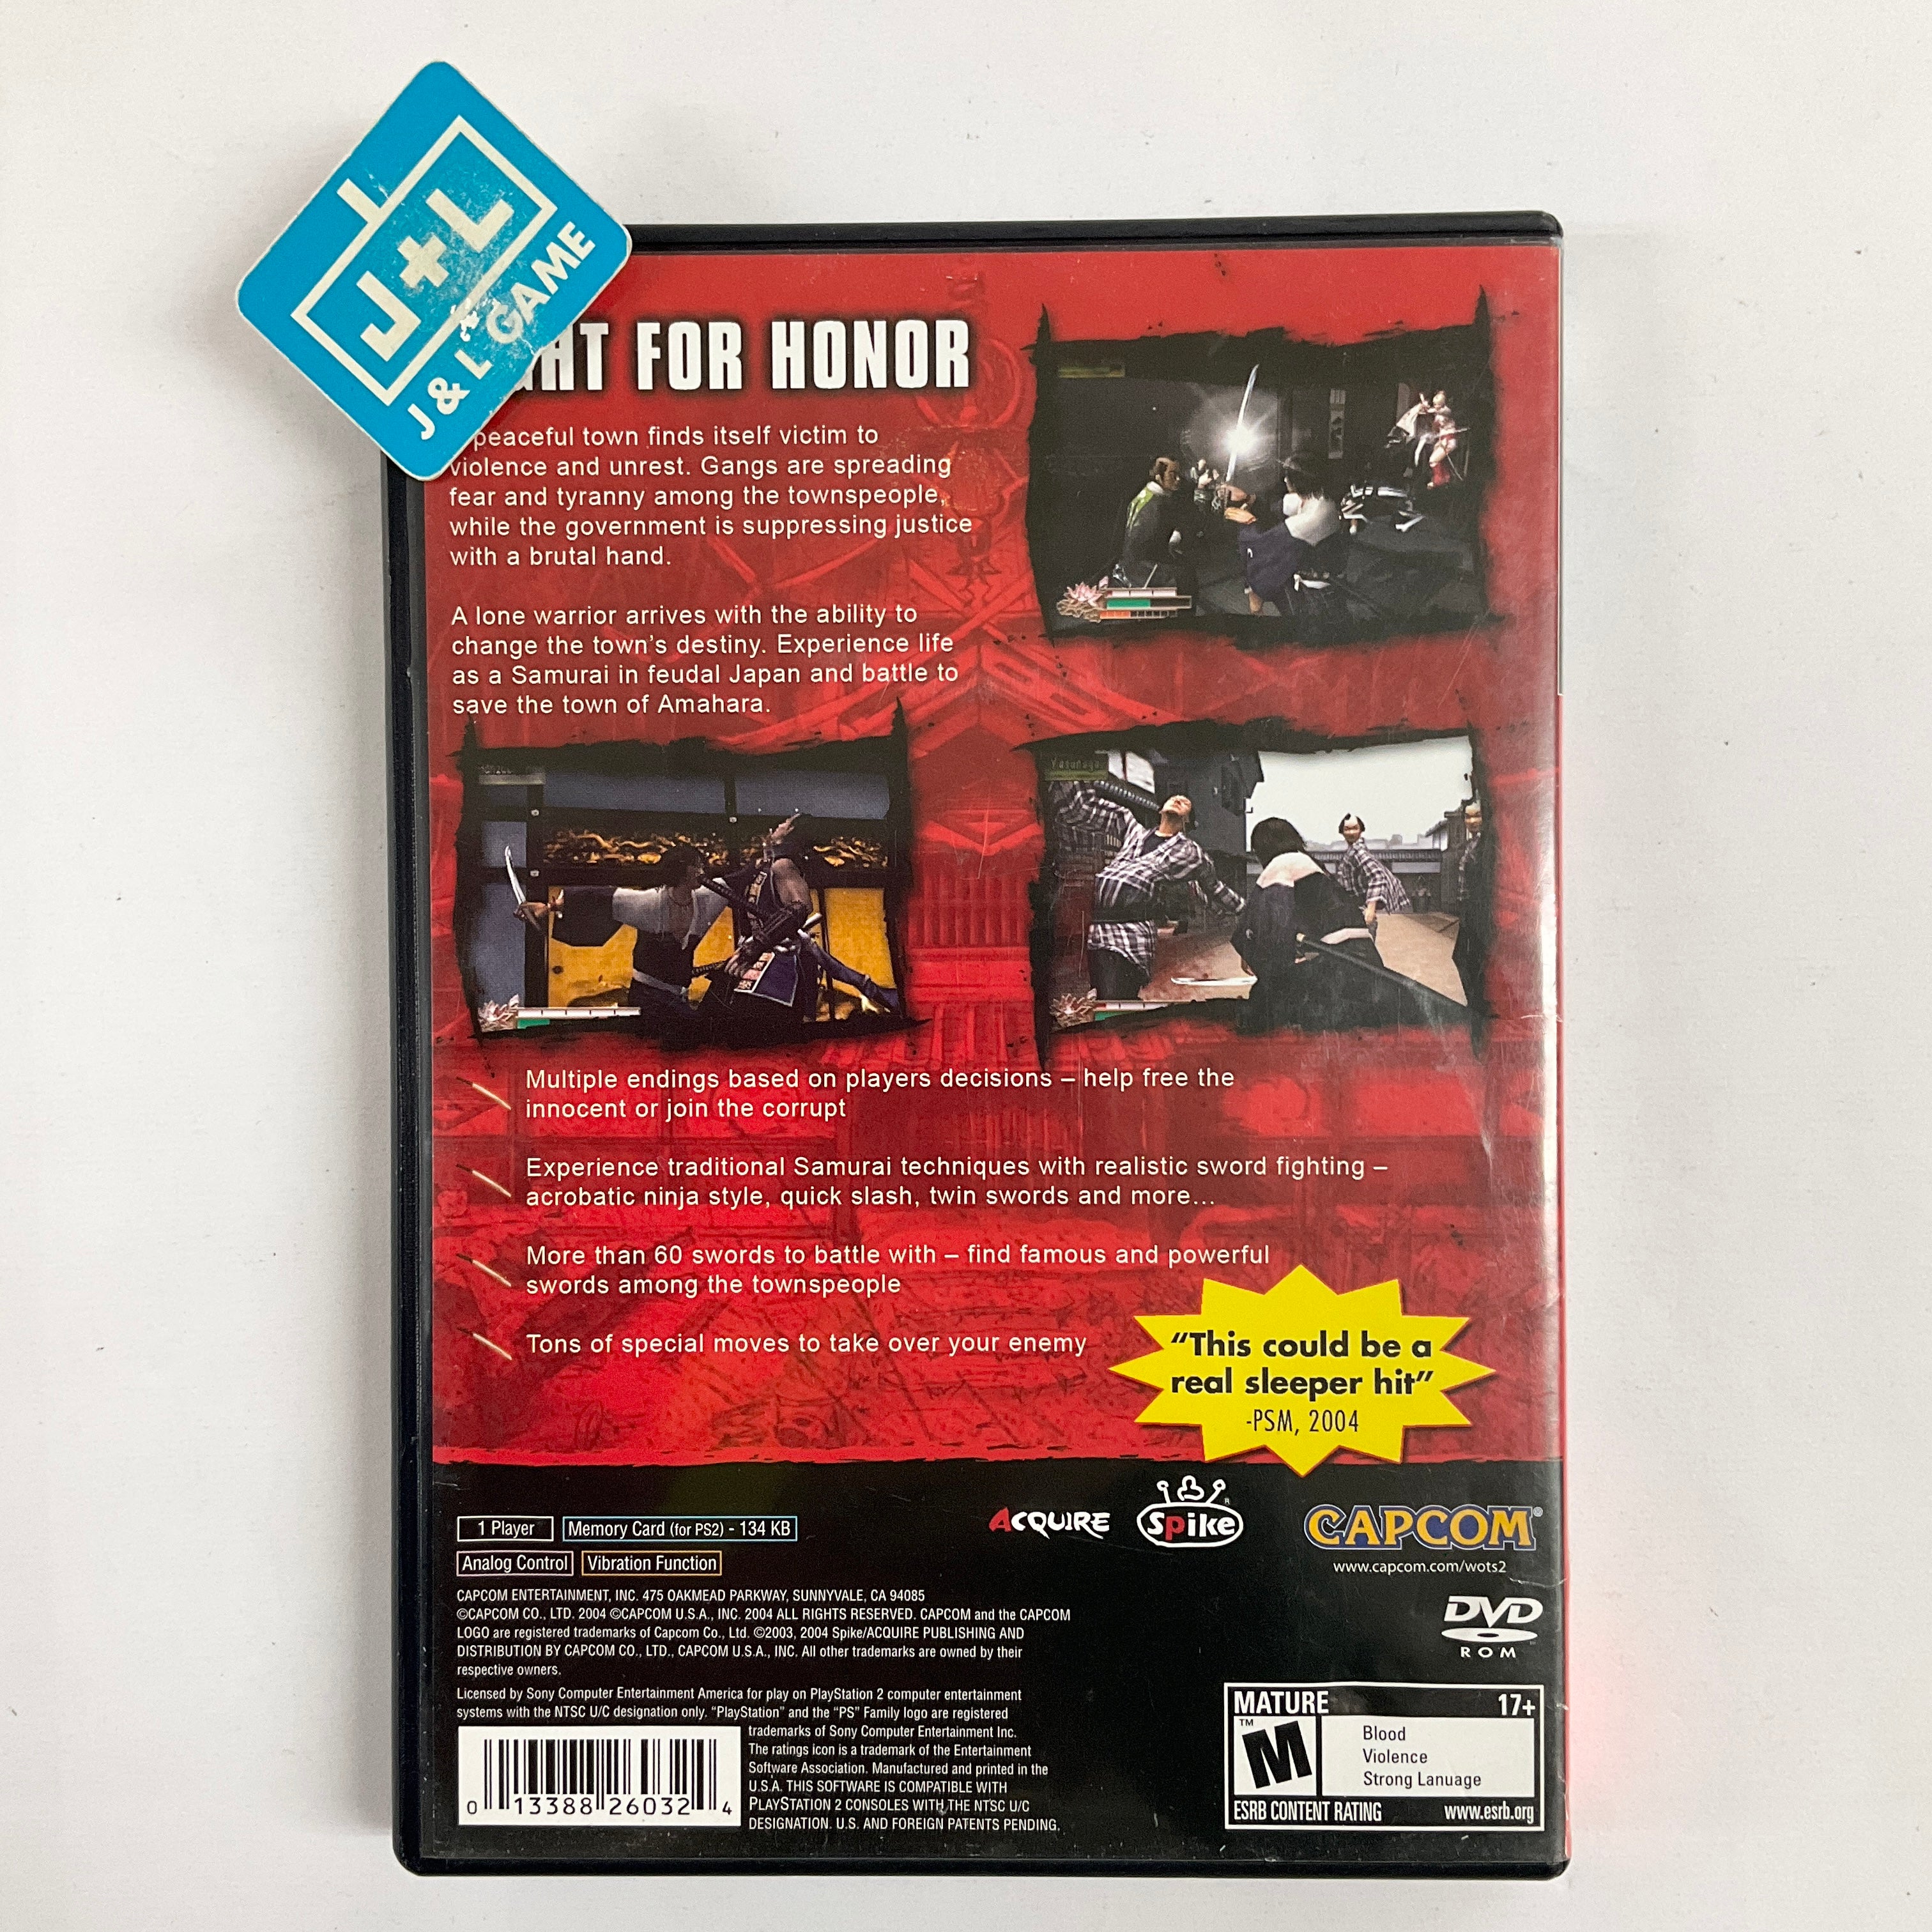 J+L
J & L GAME
FOR HONOR
peaceful town finds itself victim to
violence and unrest. Gangs are spreading
fear and tyranny among the townspeople,
while the government is suppressing justice
with a brutal hand.
A lone warrior arrives with the ability to
change the town's destiny. Experience life
as a Samurai in feudal Japan and battle to
save the town of Amahara.
Yasunaga
Multiple endings based on players decisions – help free the
innocent or join the corrupt
Experience traditional Samurai techniques with realistic sword fighting –
acrobatic ninja style, quick slash, twin swords and more...
More than 60 swords to battle with – find famous and powerful
swords among the townspeople
Tons of special moves to take over your enemy
"This could be a
real sleeper hit"
-PSM, 2004
ACQUIRE
Spike
CAPCOM®
www.capcom.com/wots2
1 Player
Memory Card (for PS2) - 134 KB
Analog Control
Vibration Function
CAPCOM ENTERTAINMENT, INC. 475 OAKMEAD PARKWAY, SUNNYVALE, CA 94085
©CAPCOM CO., LTD. 2004 ©CAPCOM U.S.A., INC. 2004 ALL RIGHTS RESERVED. CAPCOM and the CAPCOM
LOGO are registered trademarks of Capcom Co., Ltd. ©2003, 2004 Spike/ACQUIRE PUBLISHING AND
DISTRIBUTION BY CAPCOM CO., LTD., CAPCOM U.S.A., INC. All other trademarks are owned by their
respective owners.
Licensed by Sony Computer Entertainment America for play on PlayStation 2 computer entertainment
systems with the NTSC U/C designation only. "PlayStation" and the "PS" Family logo are registered
trademarks of Sony Computer Entertainment Inc.
The ratings icon is a trademark of the Entertainment
Software Association. Manufactured and printed in the
U.S.A. THIS SOFTWARE IS COMPATIBLE WITH
PLAYSTATION 2 CONSOLES WITH THE NTSC U/C
DESIGNATION. U.S. AND FOREIGN PATENTS PENDING.
0 13388 26032 4
DVD
ROM
MATURE 17+
M
Blood
Violence
Strong Lanuage
ESRB CONTENT RATING www.esrb.org